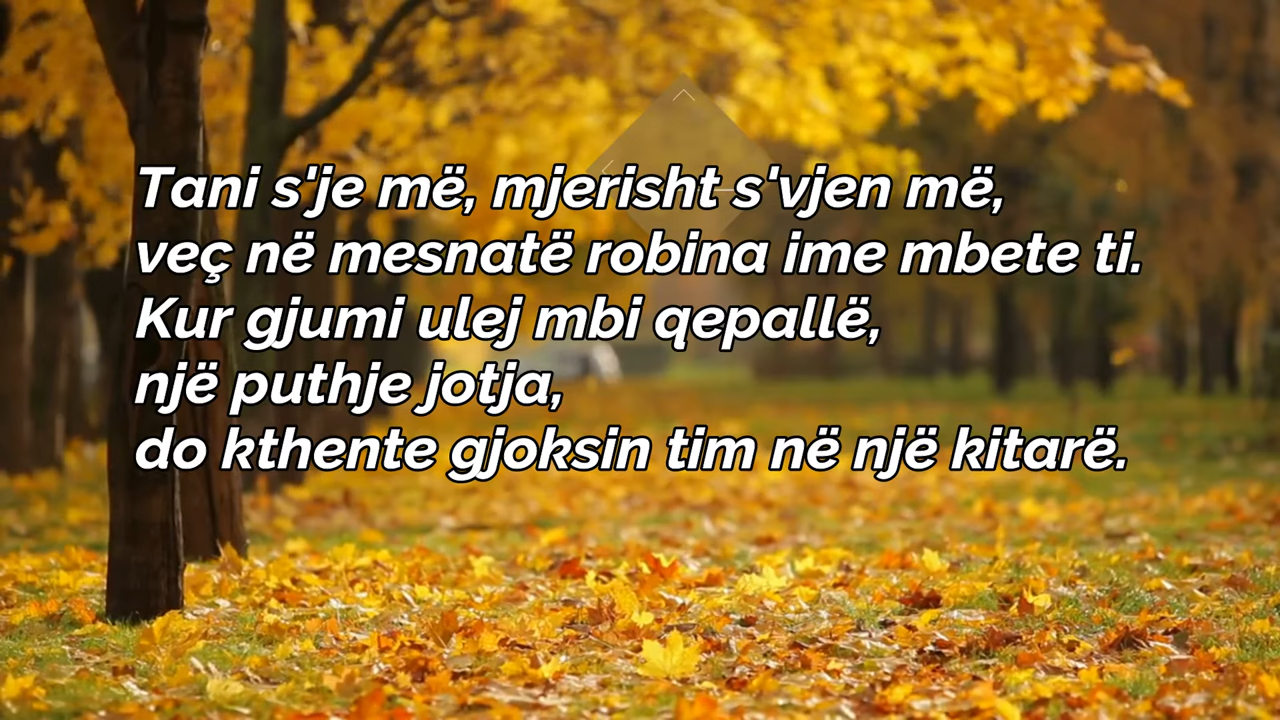 Tani s'je më, mjerisht s'vjen më,
veç në mesnatë robina ime mbete ti.
Kur gjumi ulej mbi qepallë,
një puthje jotja,
do kthente gjoksin tim në një kitarë.